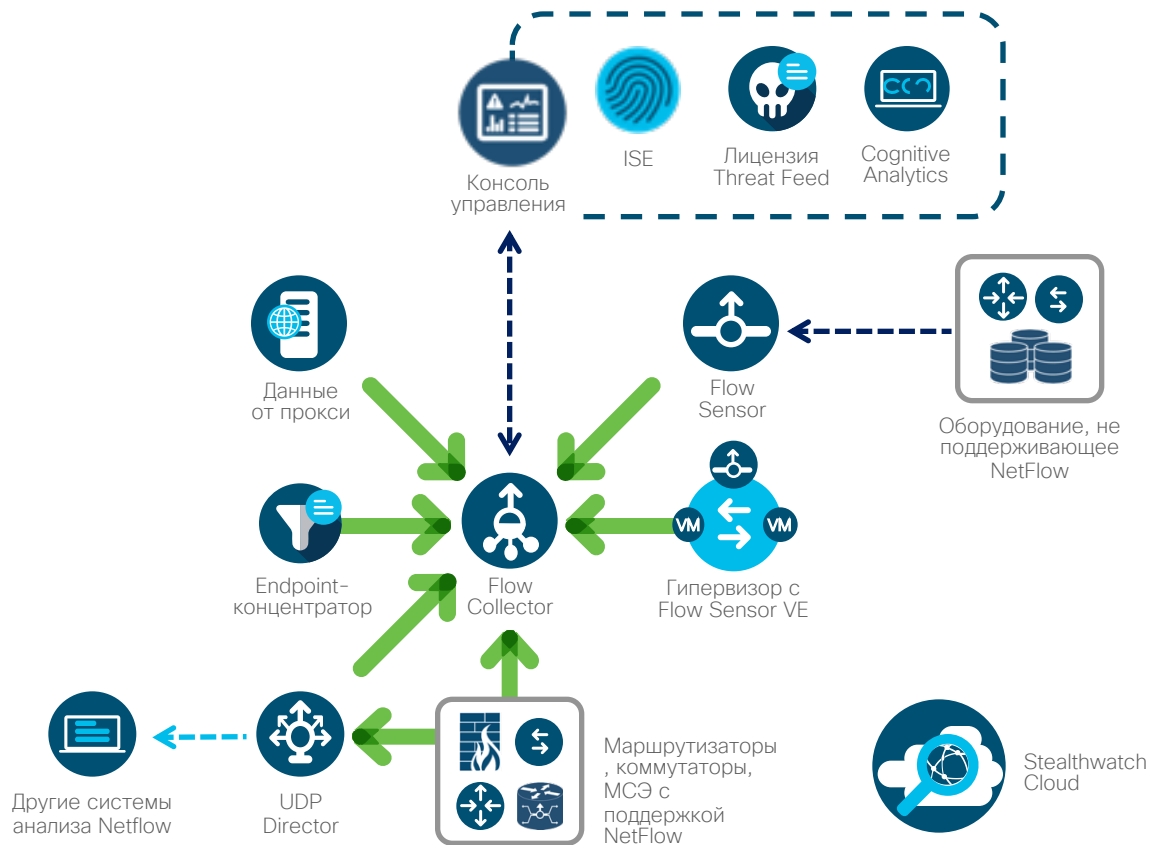 Консоль
управления
ISE
Лицензия
Threat Feed
Cognitive
Analytics
Данные
от прокси
Flow
Sensor
Оборудование, не
поддерживающее
NetFlow
Endpoint-
концентратор
Flow
Collector
VM
VM
Гипервизор с
Flow Sensor VE
Другие системы
анализа Netflow
UDP
Director
Маршрутизаторы
, коммутаторы,
МСЭ с
поддержкой
NetFlow
Stealthwatch
Cloud